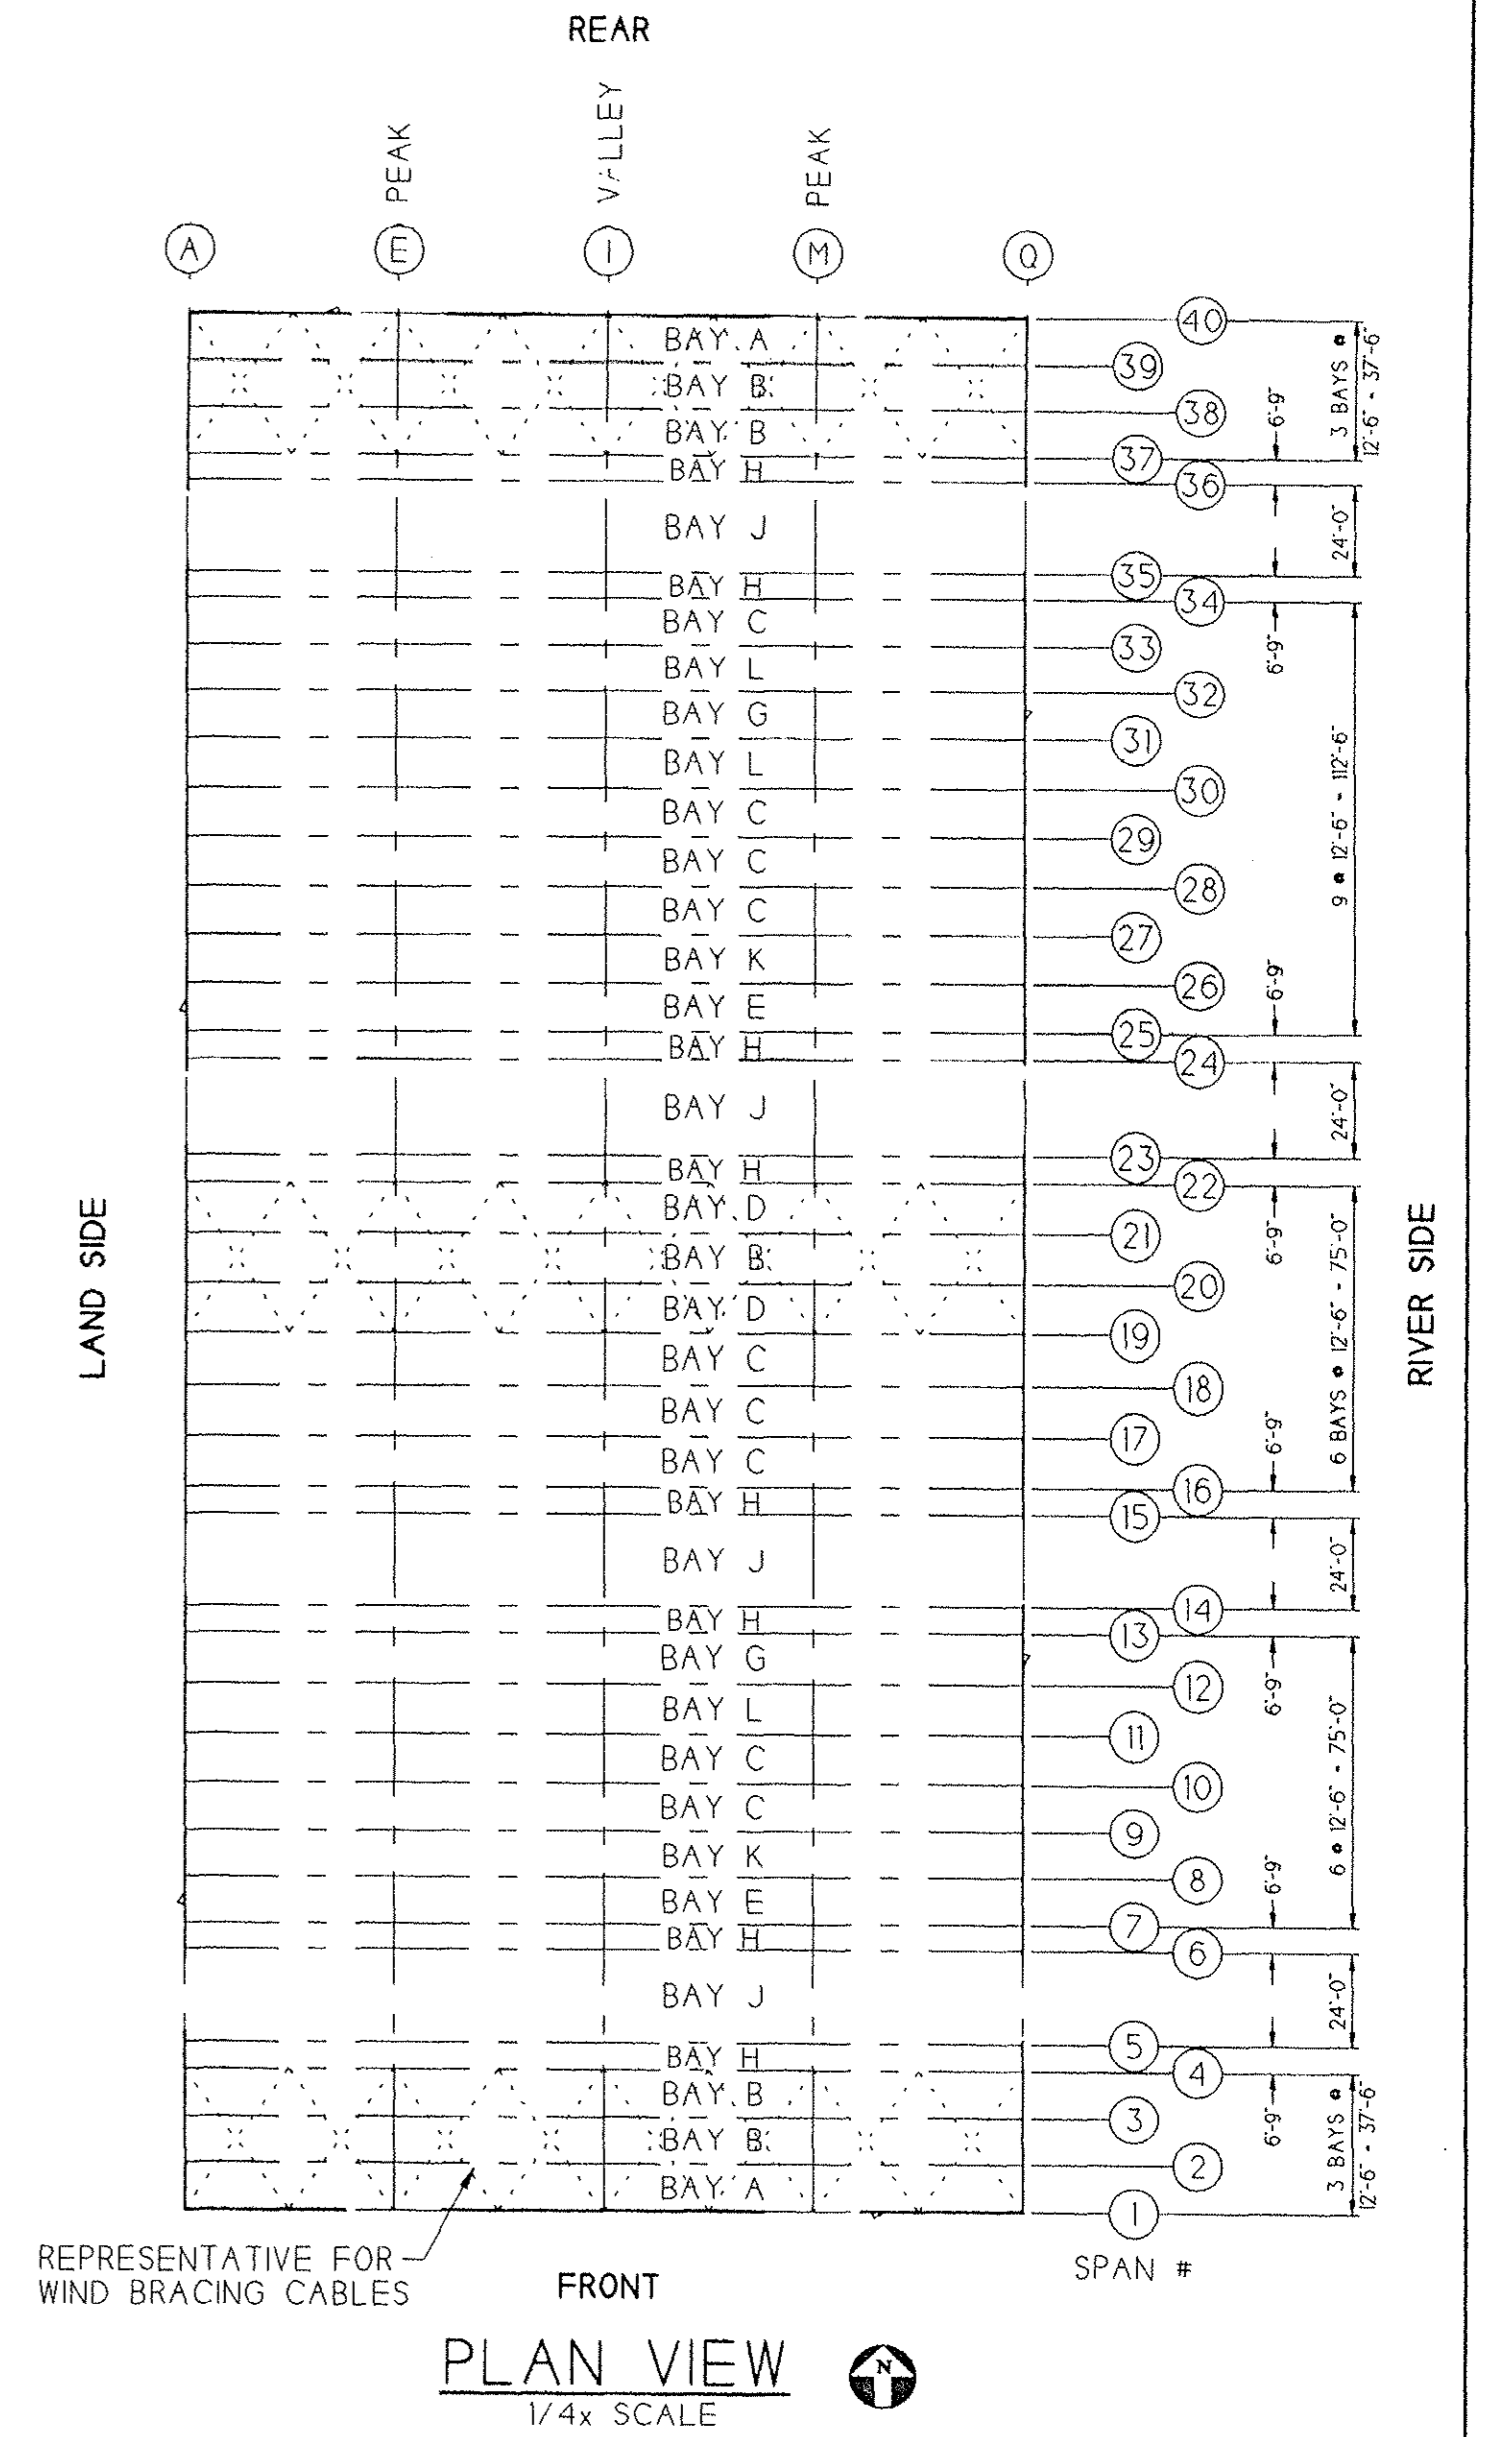 REAR
PEAK
VALLEY
PEAK
A
E
I
M
Q
BAY A
BAY B
BAY B
BAY H
BAY J
BAY H
BAY C
BAY L
BAY G
BAY L
BAY C
BAY C
BAY C
BAY K
BAY E
BAY H
BAY J
BAY H
BAY D
BAY B
BAY D
BAY C
BAY C
BAY C
BAY H
BAY J
BAY H
BAY G
BAY L
BAY C
BAY C
BAY K
BAY E
BAY H
BAY J
BAY H
BAY B
BAY B
BAY A
40
39
38
37
36
35
34
33
32
31
30
29
28
27
26
25
24
23
22
21
20
19
18
17
16
15
14
13
12
11
10
9
8
7
6
5
4
3
2
1
SPAN #
6'-9"
6'-9"
6'-9"
6'-9"
6'-9"
6'-9"
6'-9"
6'-9"
3 BAYS @
12'-6" = 37'-6"
24'-0"
9 @ 12'-6" = 112'-6"
24'-0"
6 BAYS @ 12'-6" = 75'-0"
24'-0"
6 @ 12'-6" = 75'-0"
24'-0"
3 BAYS @
12'-6" = 37'-6"
LAND SIDE
RIVER SIDE
REPRESENTATIVE FOR
WIND BRACING CABLES
FRONT
PLAN VIEW
1/4x SCALE
N